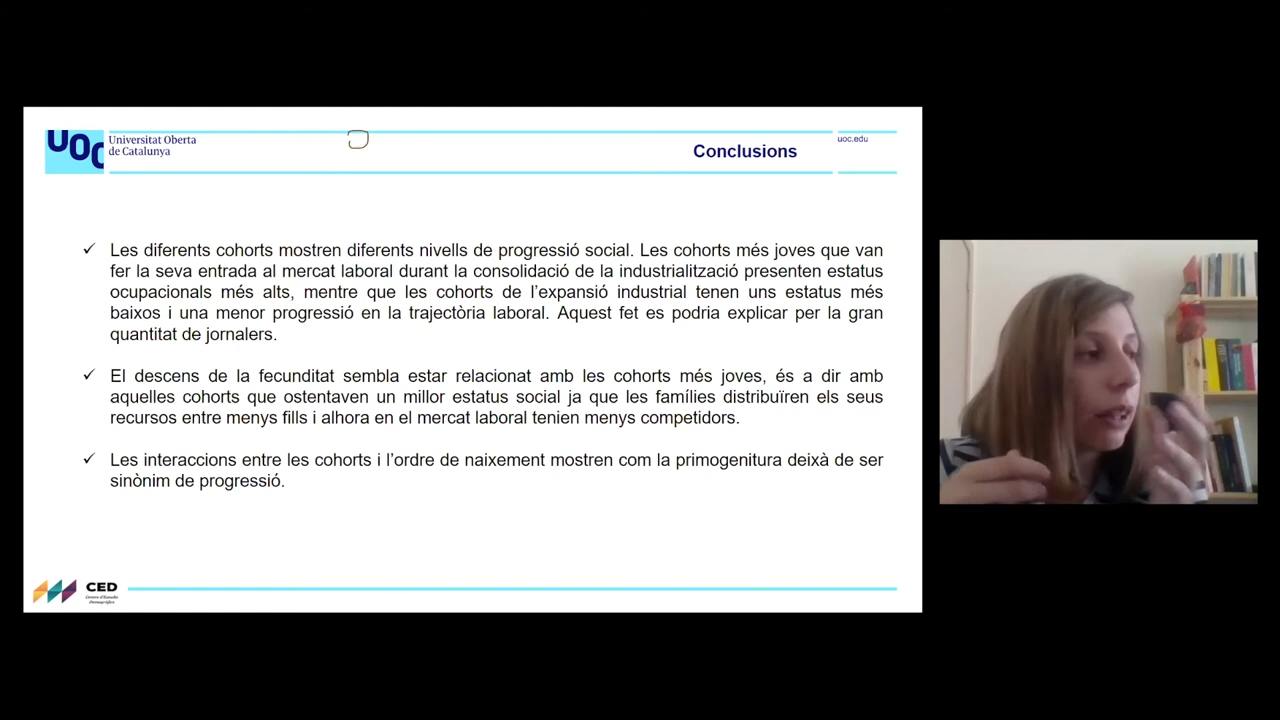 UOC
Universitat Oberta
de Catalunya
Conclusions
uoc.edu
Les diferents cohorts mostren diferents nivells de progressió social. Les cohorts més joves que van
fer la seva entrada al mercat laboral durant la consolidació de la industrialització presenten estatus
ocupacionals més alts, mentre que les cohorts de l’expansió industrial tenen uns estatus més
baixos i una menor progressió en la trajectòria laboral. Aquest fet es podria explicar per la gran
quantitat de jornalers.
El descens de la fecunditat sembla estar relacionat amb les cohorts més joves, és a dir amb
aquelles cohorts que ostentaven un millor estatus social ja que les famílies distribuïren els seus
recursos entre menys fills i alhora en el mercat laboral tenien menys competidors.
Les interaccions entre les cohorts i l’ordre de naixement mostren com la primogenitura deixà de ser
sinònim de progressió.
CED
Centre d'Estudis
Demogràfics